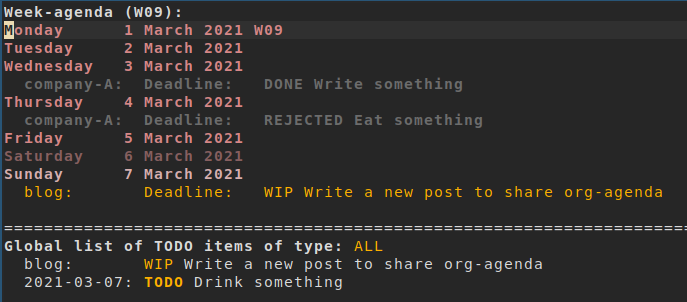 Week-agenda (W09):
Monday 1 March 2021 W09
Tuesday 2 March 2021
Wednesday 3 March 2021
company-A: Deadline: DONE Write something
Thursday 4 March 2021
company-A: Deadline: REJECTED Eat something
Friday 5 March 2021
Saturday 6 March 2021
Sunday 7 March 2021
blog: Deadline: WIP Write a new post to share org-agenda
=====================================================================
Global list of TODO items of type: ALL
blog: WIP Write a new post to share org-agenda
2021-03-07: TODO Drink something